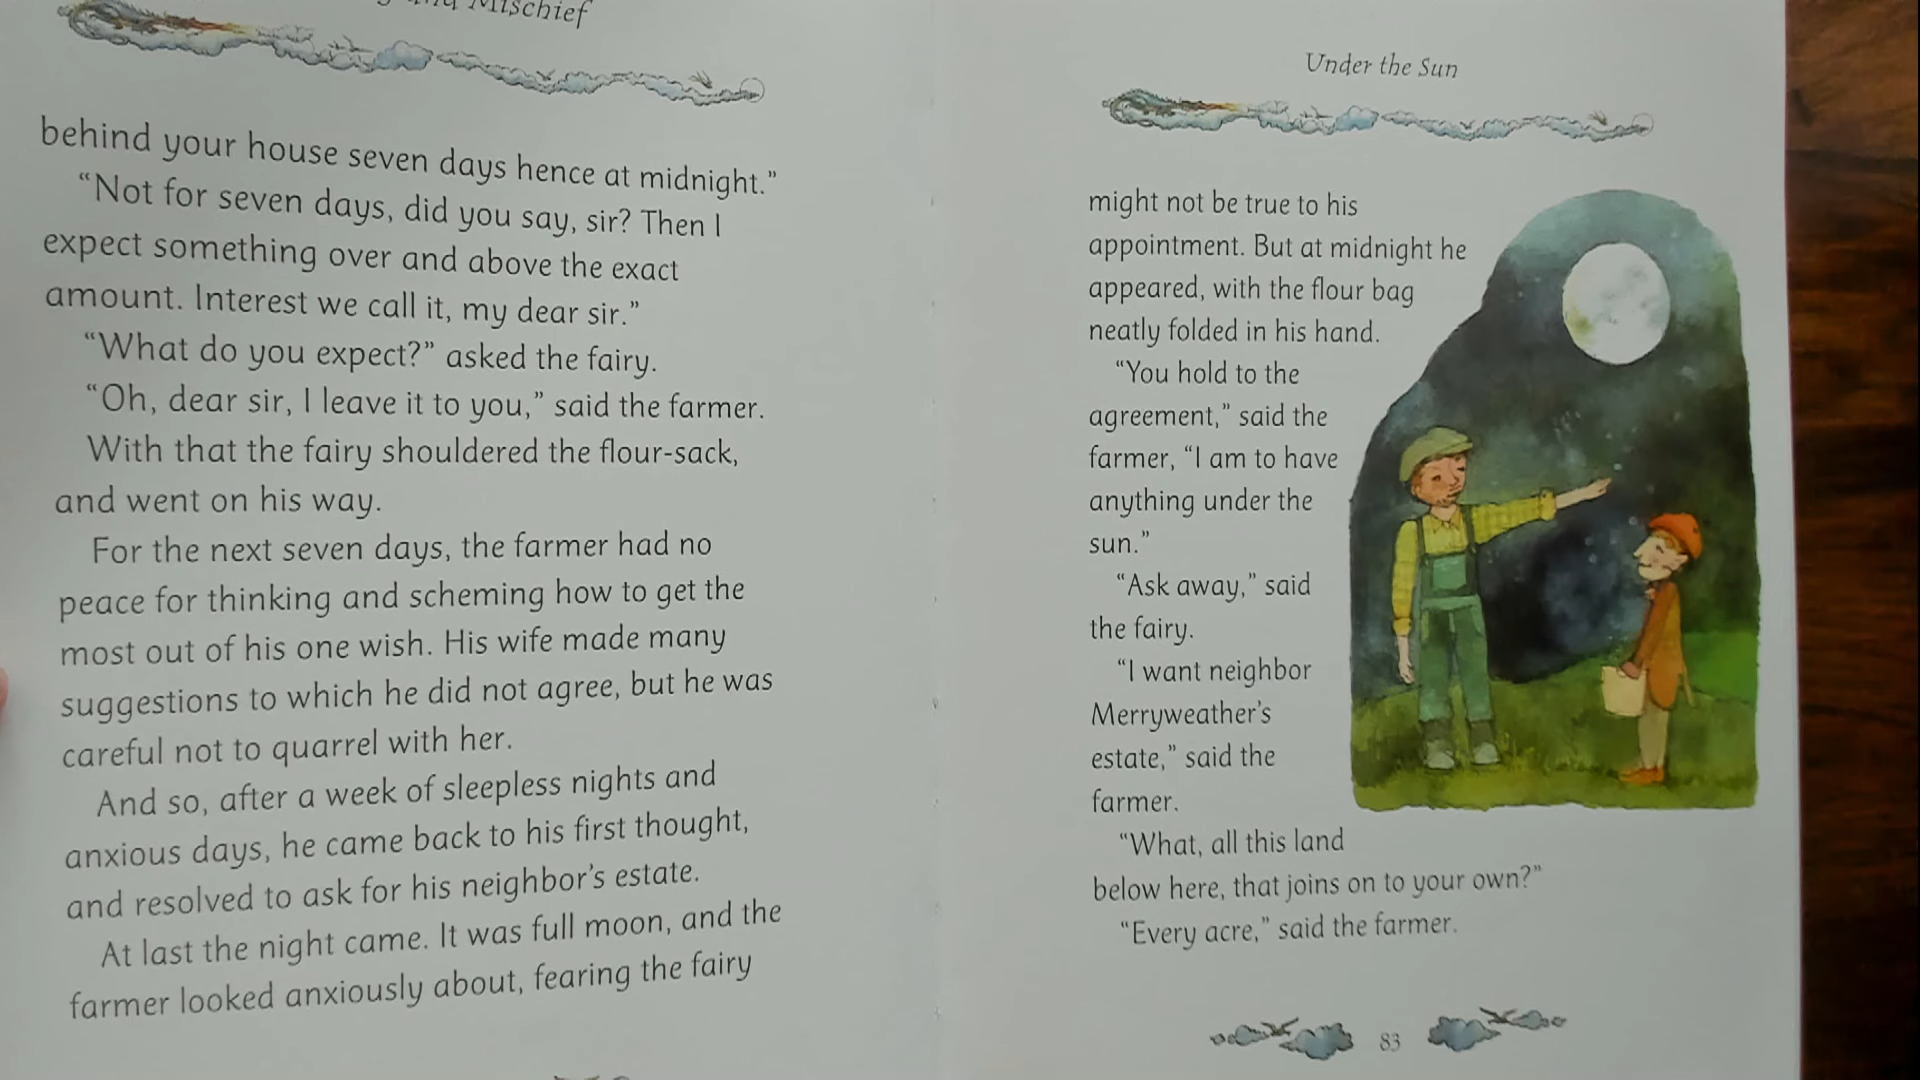 Mischief
behind your house seven days hence at midnight.”
“Not for seven days, did you say, sir? Then I
expect something over and above the exact
amount. Interest we call it, my dear sir.”
“What do you expect?” asked the fairy.
“Oh, dear sir, I leave it to you,” said the farmer.
With that the fairy shouldered the flour-sack,
and went on his way.
For the next seven days, the farmer had no
peace for thinking and scheming how to get the
most out of his one wish. His wife made many
suggestions to which he did not agree, but he was
careful not to quarrel with her.
And so, after a week of sleepless nights and
anxious days, he came back to his first thought,
and resolved to ask for his neighbor’s estate.
At last the night came. It was full moon, and the
farmer looked anxiously about, fearing the fairy
Under the Sun
might not be true to his
appointment. But at midnight he
appeared, with the flour bag
neatly folded in his hand.
“You hold to the
agreement,” said the
farmer, “I am to have
anything under the
sun.”
“Ask away,” said
the fairy.
“I want neighbor
Merryweather’s
estate,” said the
farmer.
“What, all this land
below here, that joins on to your own?”
“Every acre,” said the farmer.
83